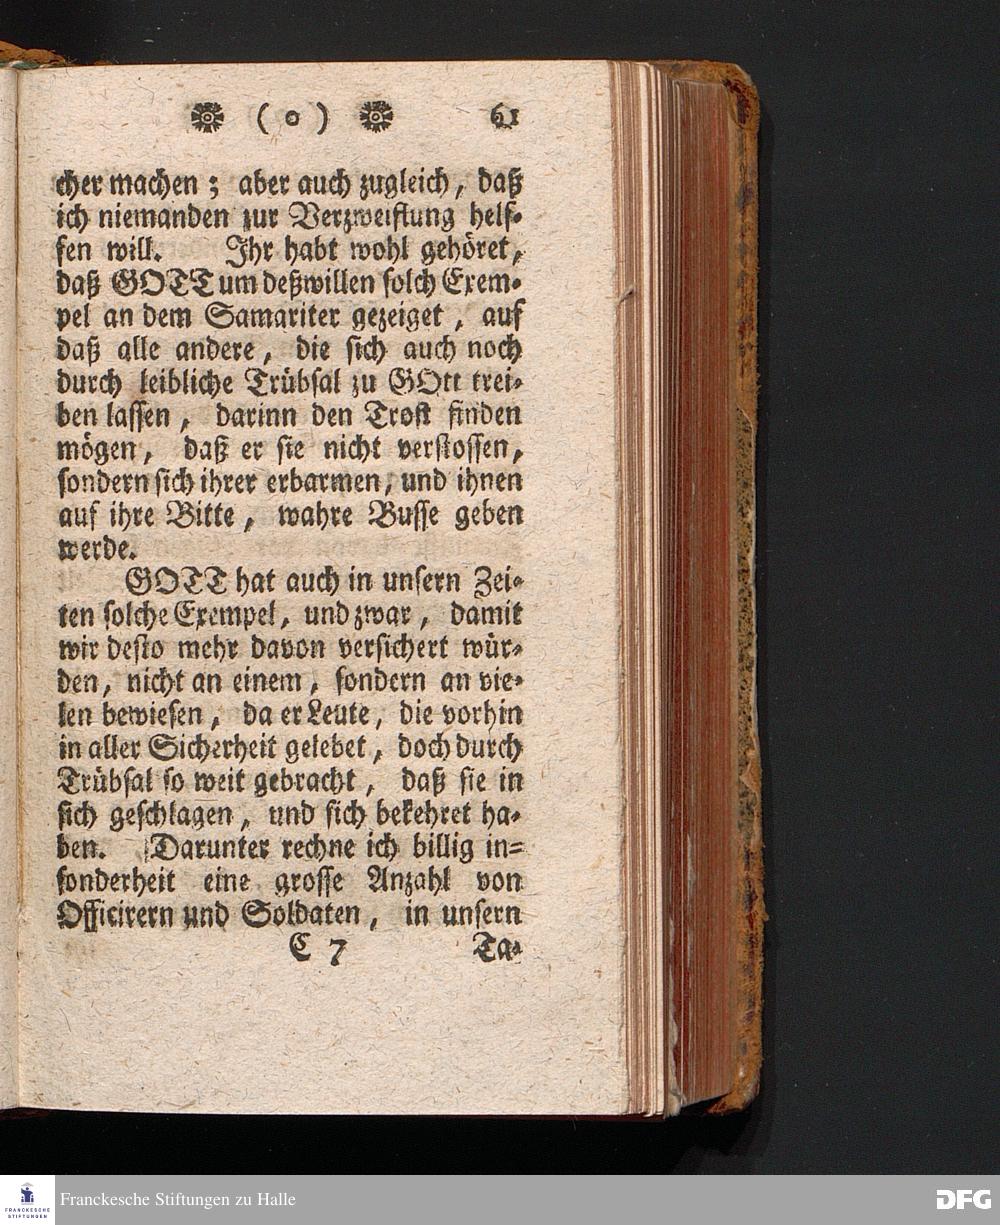 ( o ) 61
cher machen; aber auch zugleich, daß
ich niemanden zur Verzweiflung helf-
fen will. Ihr habt wohl gehöret,
daß GOTT um deßwillen solch Exem-
pel an dem Samariter gezeiget, auf
daß alle andere, die sich auch noch
durch leibliche Trübsal zu GOtt trei-
ben lassen, darinn den Trost finden
mögen, daß er sie nicht verstossen,
sondern sich ihrer erbarmen, und ihnen
auf ihre Bitte, wahre Busse geben
werde.
GOTT hat auch in unsern Zei-
ten solche Exempel, und zwar, damit
wir desto mehr davon versichert wür-
den, nicht an einem, sondern an vie-
len bewiesen, da er Leute, die vorhin
in aller Sicherheit gelebet, doch durch
Trübsal so weit gebracht, daß sie in
sich geschlagen, und sich bekehret ha-
ben. Darunter rechne ich billig in-
sonderheit eine grosse Anzahl von
Officirern und Soldaten, in unsern
C 7 Ta-
FRANCKESCHE
STIFTUNGEN
Franckesche Stiftungen zu Halle
DFG